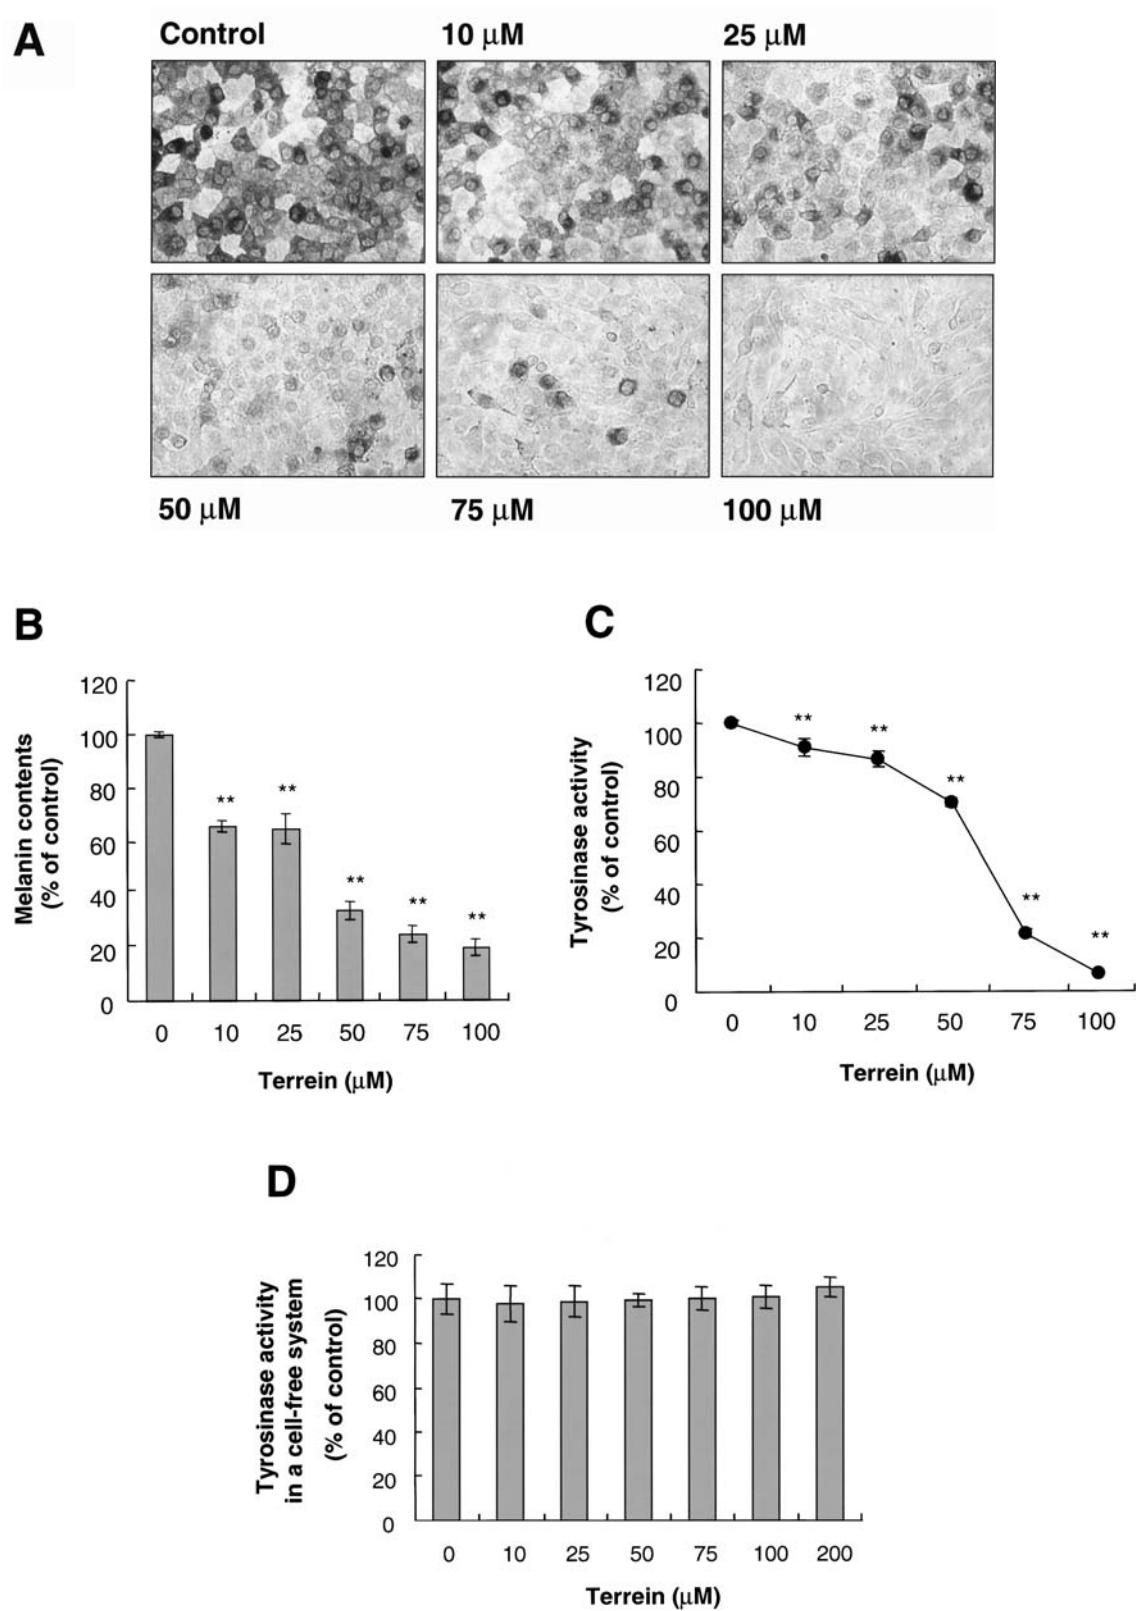 A
Control 10 μM 25 μM
50 μM 75 μM 100 μM
B
Melanin contents
(% of control)
120
100
80
60
40
20
0
** ** ** ** **
0 10 25 50 75 100
Terrein (μM)
C
Tyrosinase activity
(% of control)
120
100
80
60
40
20
0
** ** ** ** **
0 10 25 50 75 100
Terrein (μM)
D
Tyrosinase activity
in a cell-free system
(% of control)
120
100
80
60
40
20
0
0 10 25 50 75 100 200
Terrein (μM)